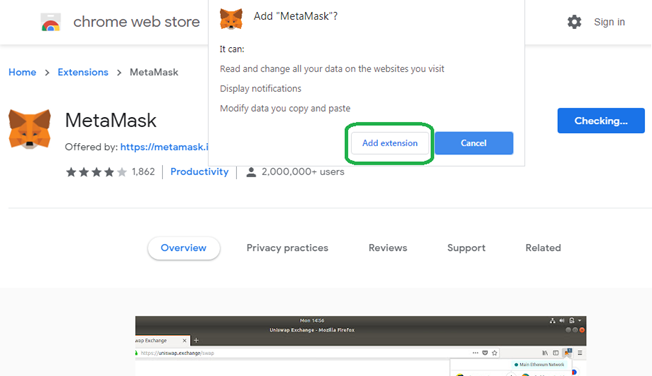 chrome web store
Add "MetaMask"?
Sign in
It can:
Read and change all your data on the websites you visit
Display notifications
Modify data you copy and paste
Add extension
Cancel
Home
Extensions
MetaMask
MetaMask
Checking...
Offered by: https://metamask.i
1,862
Productivity
2,000,000+ users
Overview
Privacy practices
Reviews
Support
Related
Mon 14:56
Uniswap Exchange - Mozilla Firefox
swap Exchange
https://uniswap.exchange/swap
Main Ethereum Network